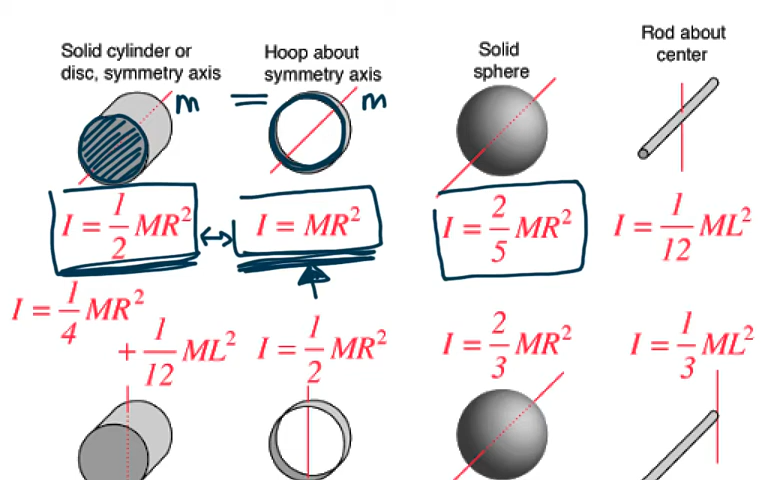 Solid cylinder or
disc, symmetry axis
Hoop about
symmetry axis
Solid
sphere
Rod about
center
m = m
I = 1/2 MR²
I = MR²
I = 2/5 MR²
I = 1/12 ML²
I = 1/4 MR²
+ 1/12 ML²
I = 1/2 MR²
I = 2/3 MR²
I = 1/3 ML²